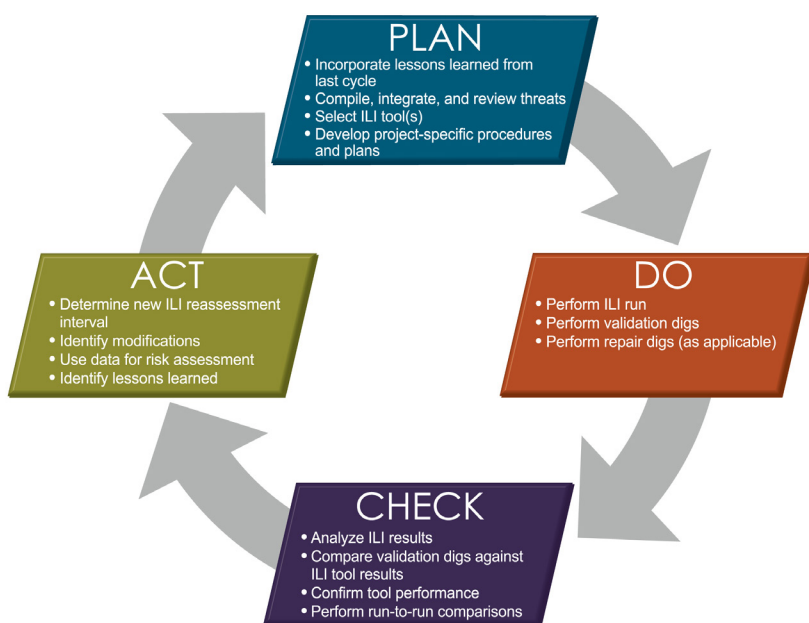 PLAN
• Incorporate lessons learned from
last cycle
• Compile, integrate, and review threats
• Select ILI tool(s)
• Develop project-specific procedures
and plans
DO
• Perform ILI run
• Perform validation digs
• Perform repair digs (as applicable)
CHECK
• Analyze ILI results
• Compare validation digs against
ILI tool results
• Confirm tool performance
• Perform run-to-run comparisons
ACT
• Determine new ILI reassessment
interval
• Identify modifications
• Use data for risk assessment
• Identify lessons learned